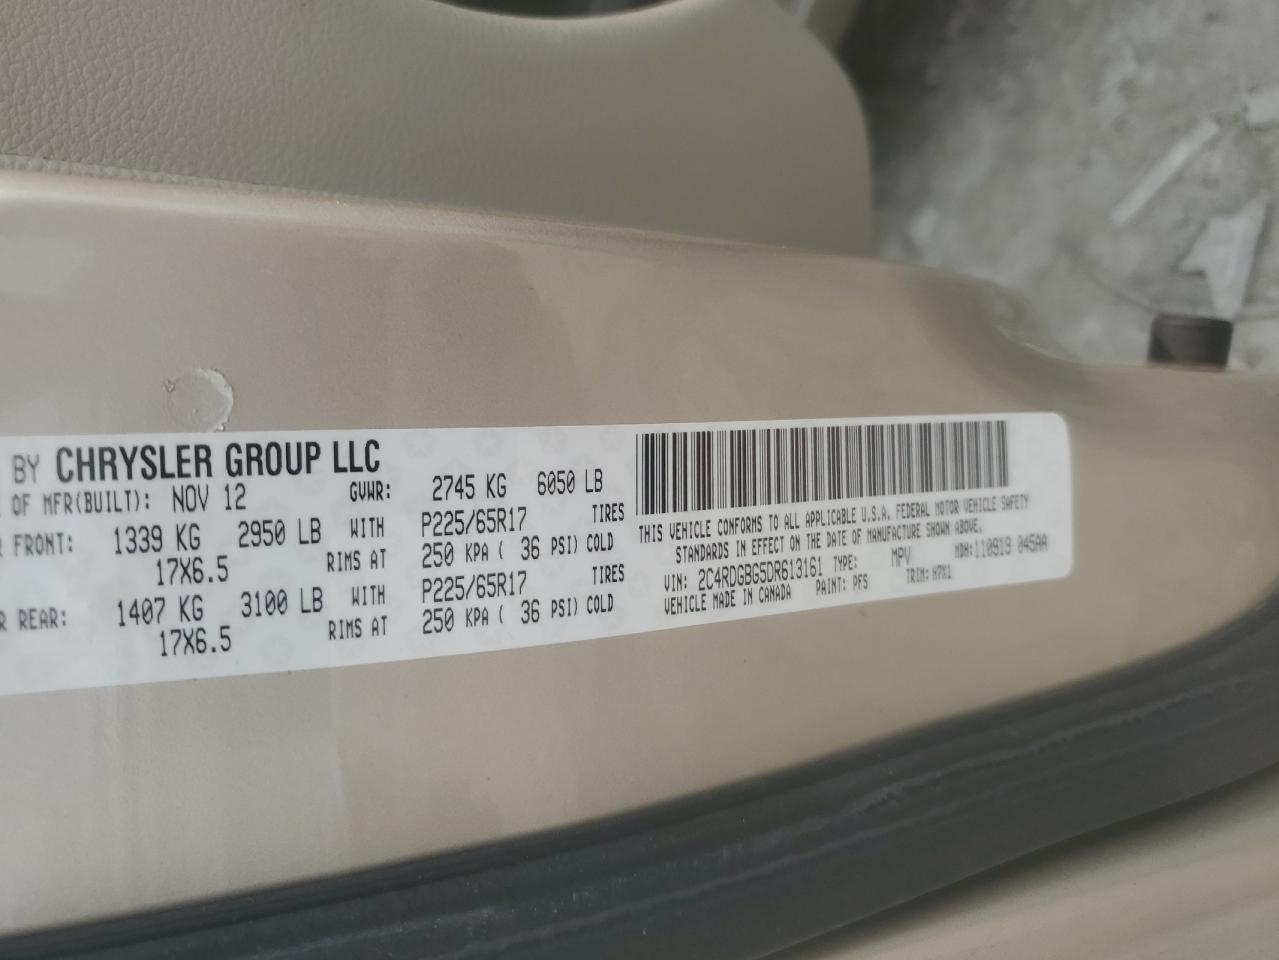 BY CHRYSLER GROUP LLC
OF MFR(BUILT): NOV 12 GVWR: 2745 KG 6050 LB
FRONT: 1339 KG 2950 LB WITH P225/65R17 TIRES
17X6.5 RIMS AT 250 KPA ( 36 PSI) COLD
REAR: 1407 KG 3100 LB WITH P225/65R17 TIRES
17X6.5 RIMS AT 250 KPA ( 36 PSI) COLD
THIS VEHICLE CONFORMS TO ALL APPLICABLE U.S.A. FEDERAL MOTOR VEHICLE SAFETY
STANDARDS IN EFFECT ON THE DATE OF MANUFACTURE SHOWN ABOVE.
VIN: 2C4RDGBG5DR613161 TYPE: MPV MDH:110919 045AA
VEHICLE MADE IN CANADA PAINT: PFS TRIM: